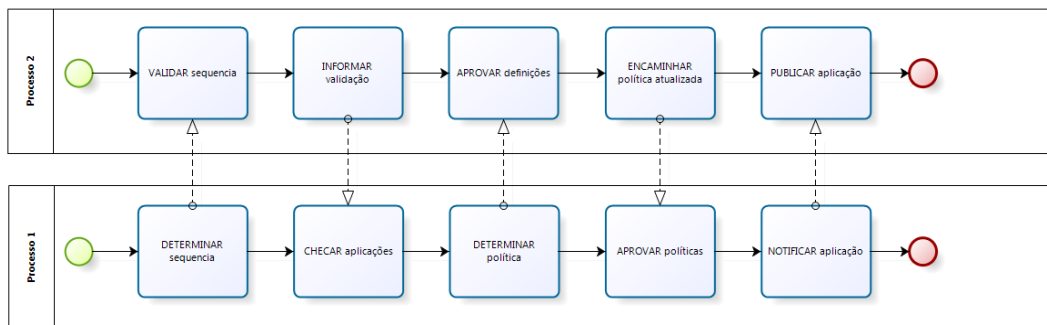 Processo 2
VALIDAR sequencia
INFORMAR
validação
APROVAR definições
ENCAMINHAR
política atualizada
PUBLICAR aplicação
Processo 1
DETERMINAR
sequencia
CHECAR aplicações
DETERMINAR
política
APROVAR políticas
NOTIFICAR aplicação